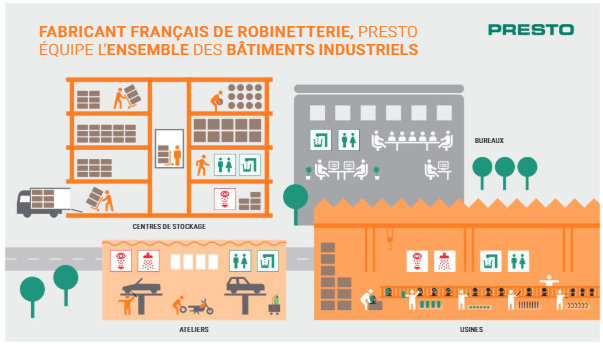 FABRICANT FRANÇAIS DE ROBINETTERIE, PRESTO
ÉQUIPE L'ENSEMBLE DES BÂTIMENTS INDUSTRIELS
PRESTO
BUREAUX
CENTRES DE STOCKAGE
ATELIERS
USINES